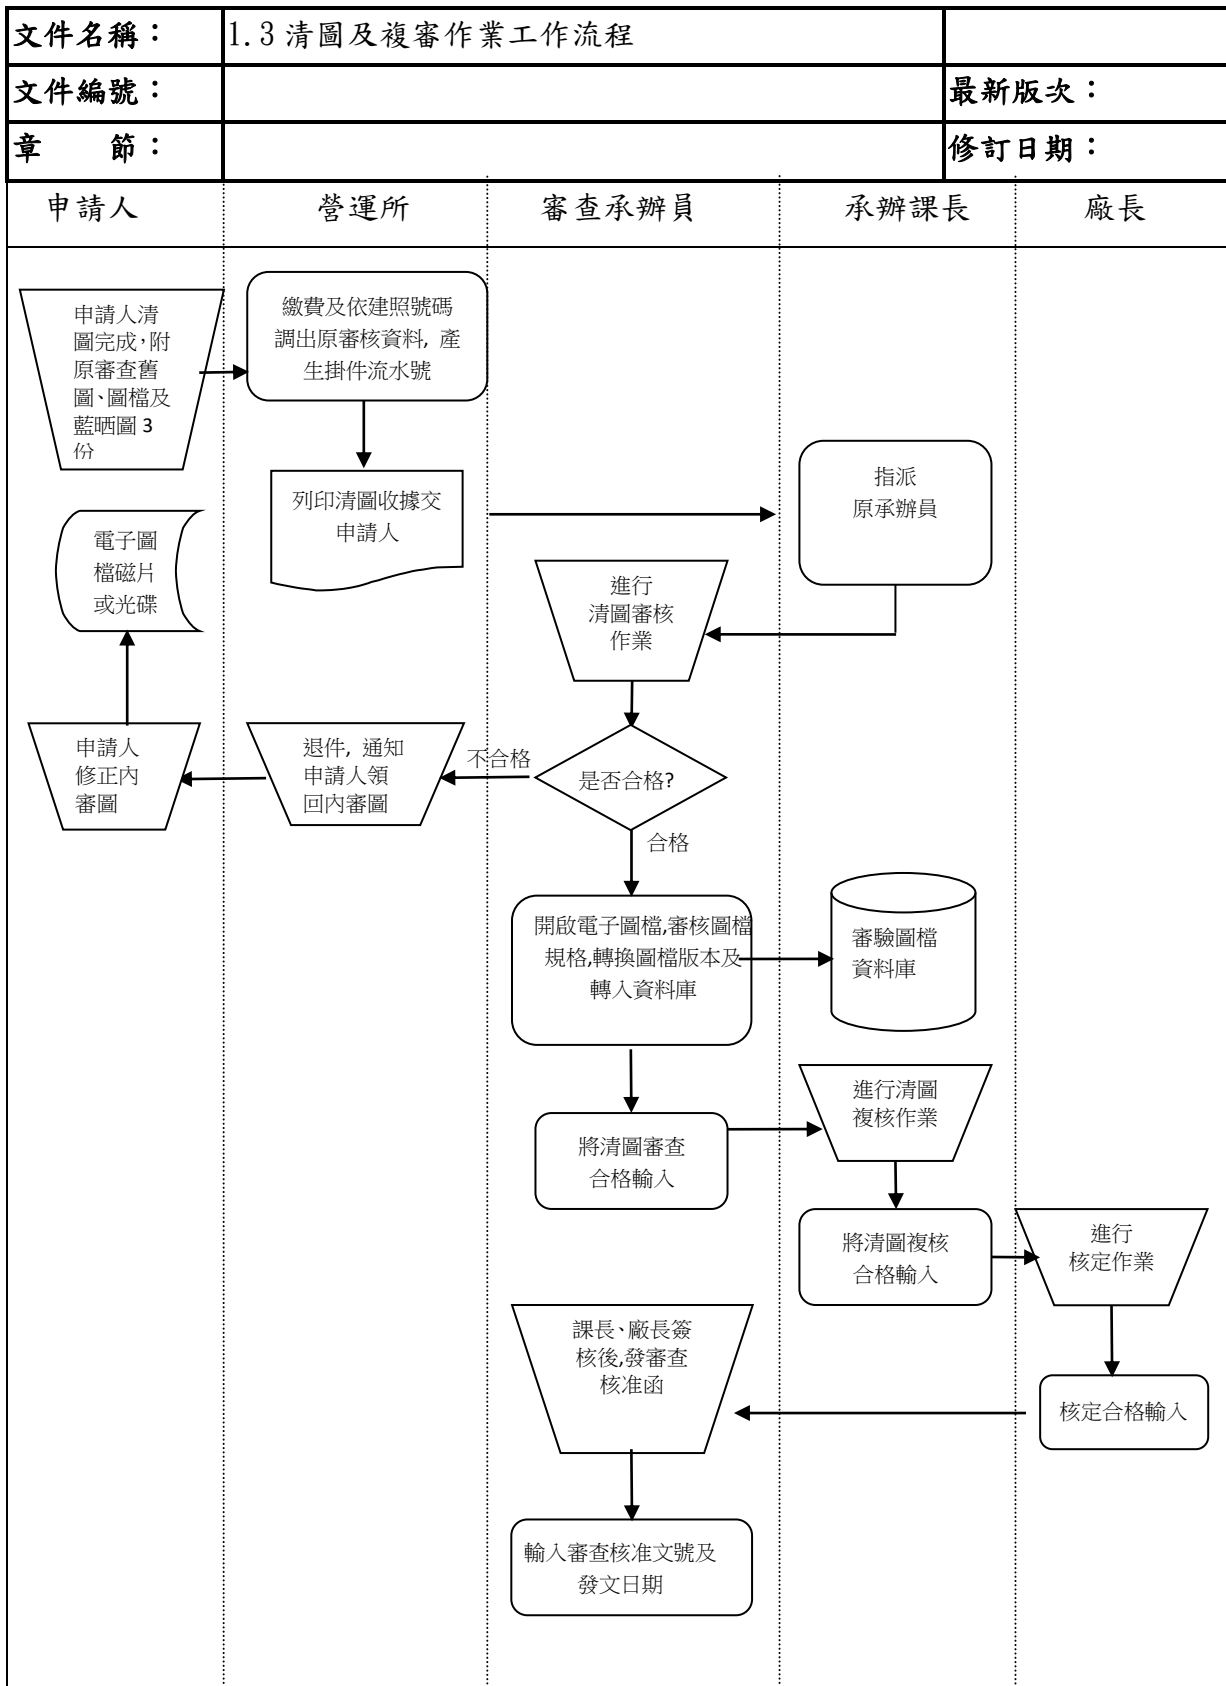 文件名稱：
1.3 清圖及複審作業工作流程
文件編號：
最新版次：
章　　節：
修訂日期：
申請人
營運所
審查承辦員
承辦課長
廠長
申請人清
圖完成，附
原審查舊
圖、圖檔及
藍晒圖 3
份
繳費及依建照號碼
調出原審核資料, 產
生掛件流水號
列印清圖收據交
申請人
指派
原承辦員
電子圖
檔磁片
或光碟
進行
清圖審核
作業
申請人
修正內
審圖
退件, 通知
申請人領
回內審圖
不合格
是否合格?
合格
開啟電子圖檔,審核圖檔
規格,轉換圖檔版本及
轉入資料庫
審驗圖檔
資料庫
將清圖審查
合格輸入
進行清圖
複核作業
將清圖複核
合格輸入
進行
核定作業
課長、廠長簽
核後,發審查
核准函
核定合格輸入
輸入審查核准文號及
發文日期